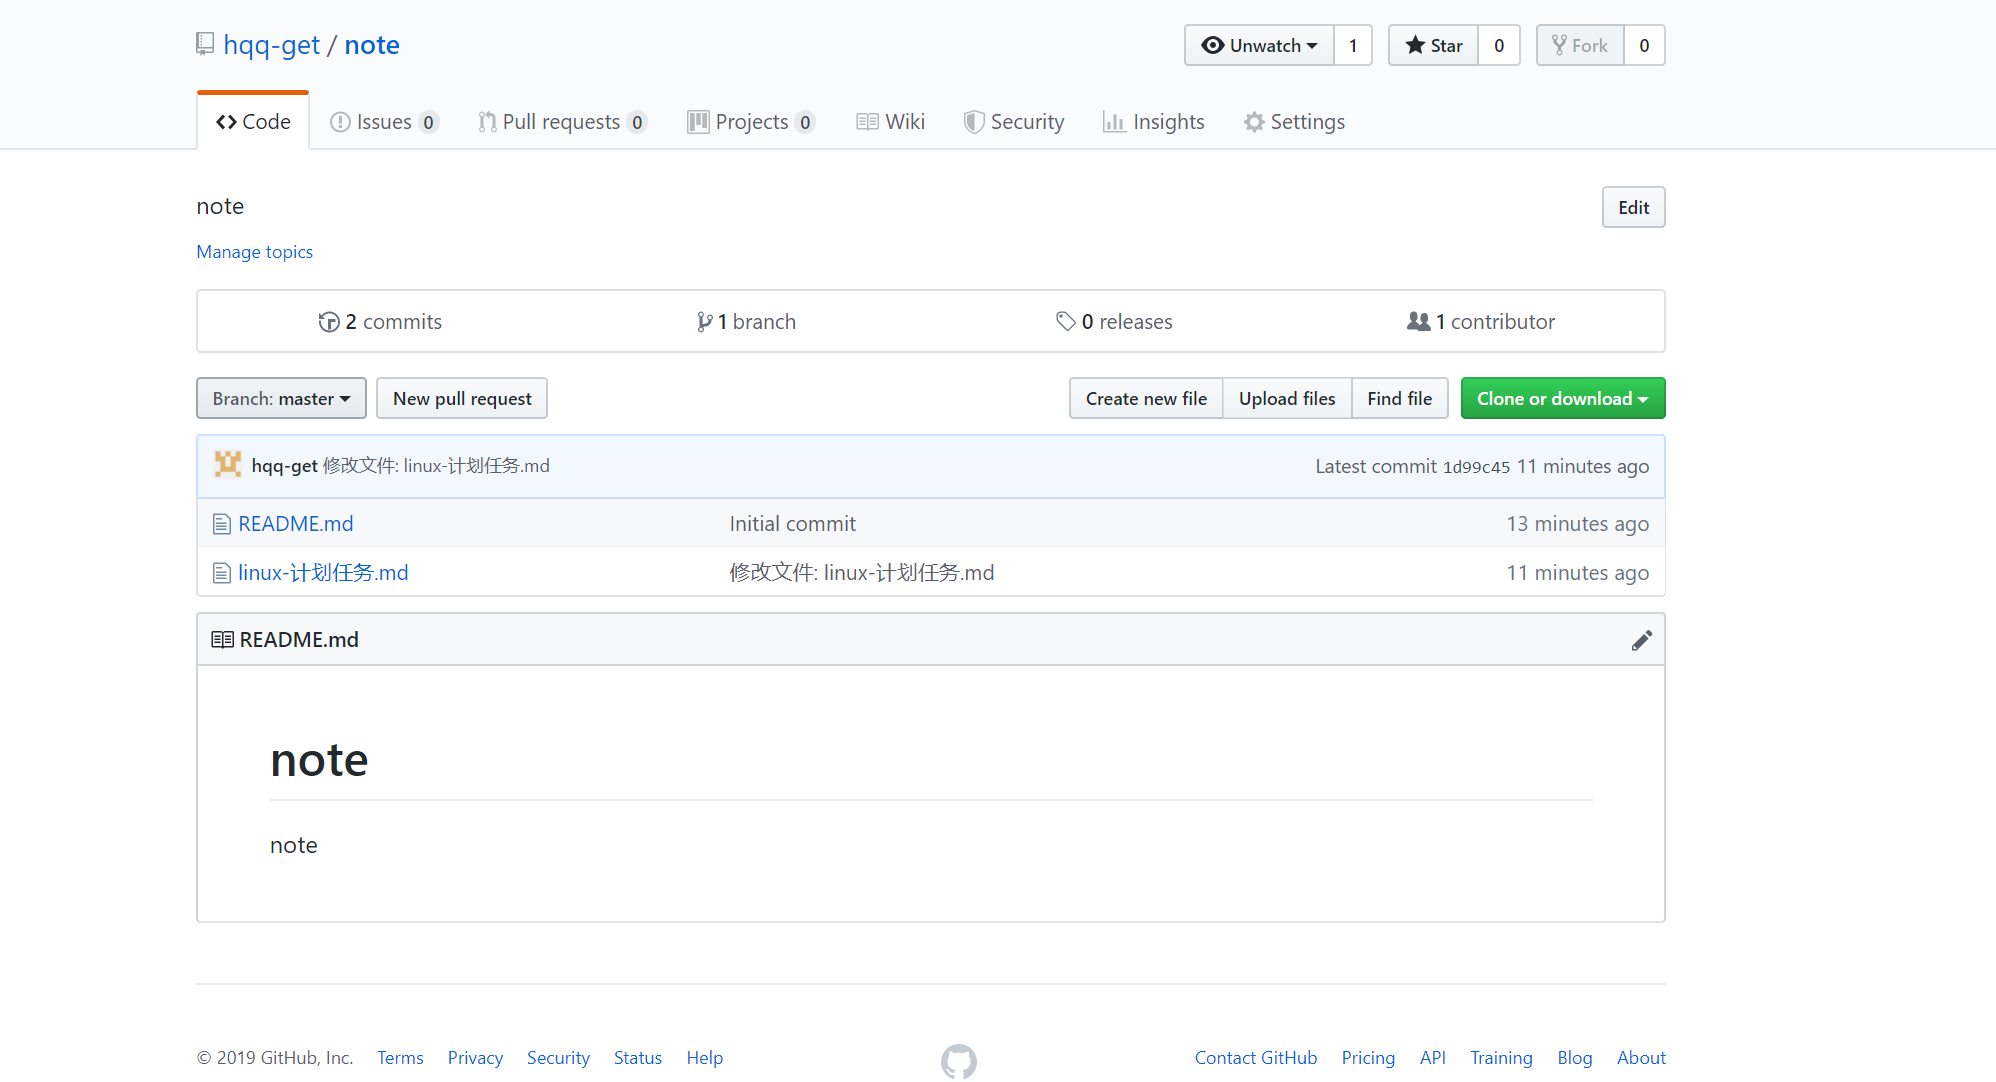 hqq-get / note
Unwatch 1 Star 0 Fork 0
Code Issues 0 Pull requests 0 Projects 0 Wiki Security Insights Settings
note
Edit
Manage topics
2 commits 1 branch 0 releases 1 contributor
Branch: master New pull request Create new file Upload files Find file Clone or download
hqq-get 修改文件: linux-计划任务.md Latest commit 1d99c45 11 minutes ago
README.md Initial commit 13 minutes ago
linux-计划任务.md 修改文件: linux-计划任务.md 11 minutes ago
README.md
note
note
© 2019 GitHub, Inc. Terms Privacy Security Status Help Contact GitHub Pricing API Training Blog About